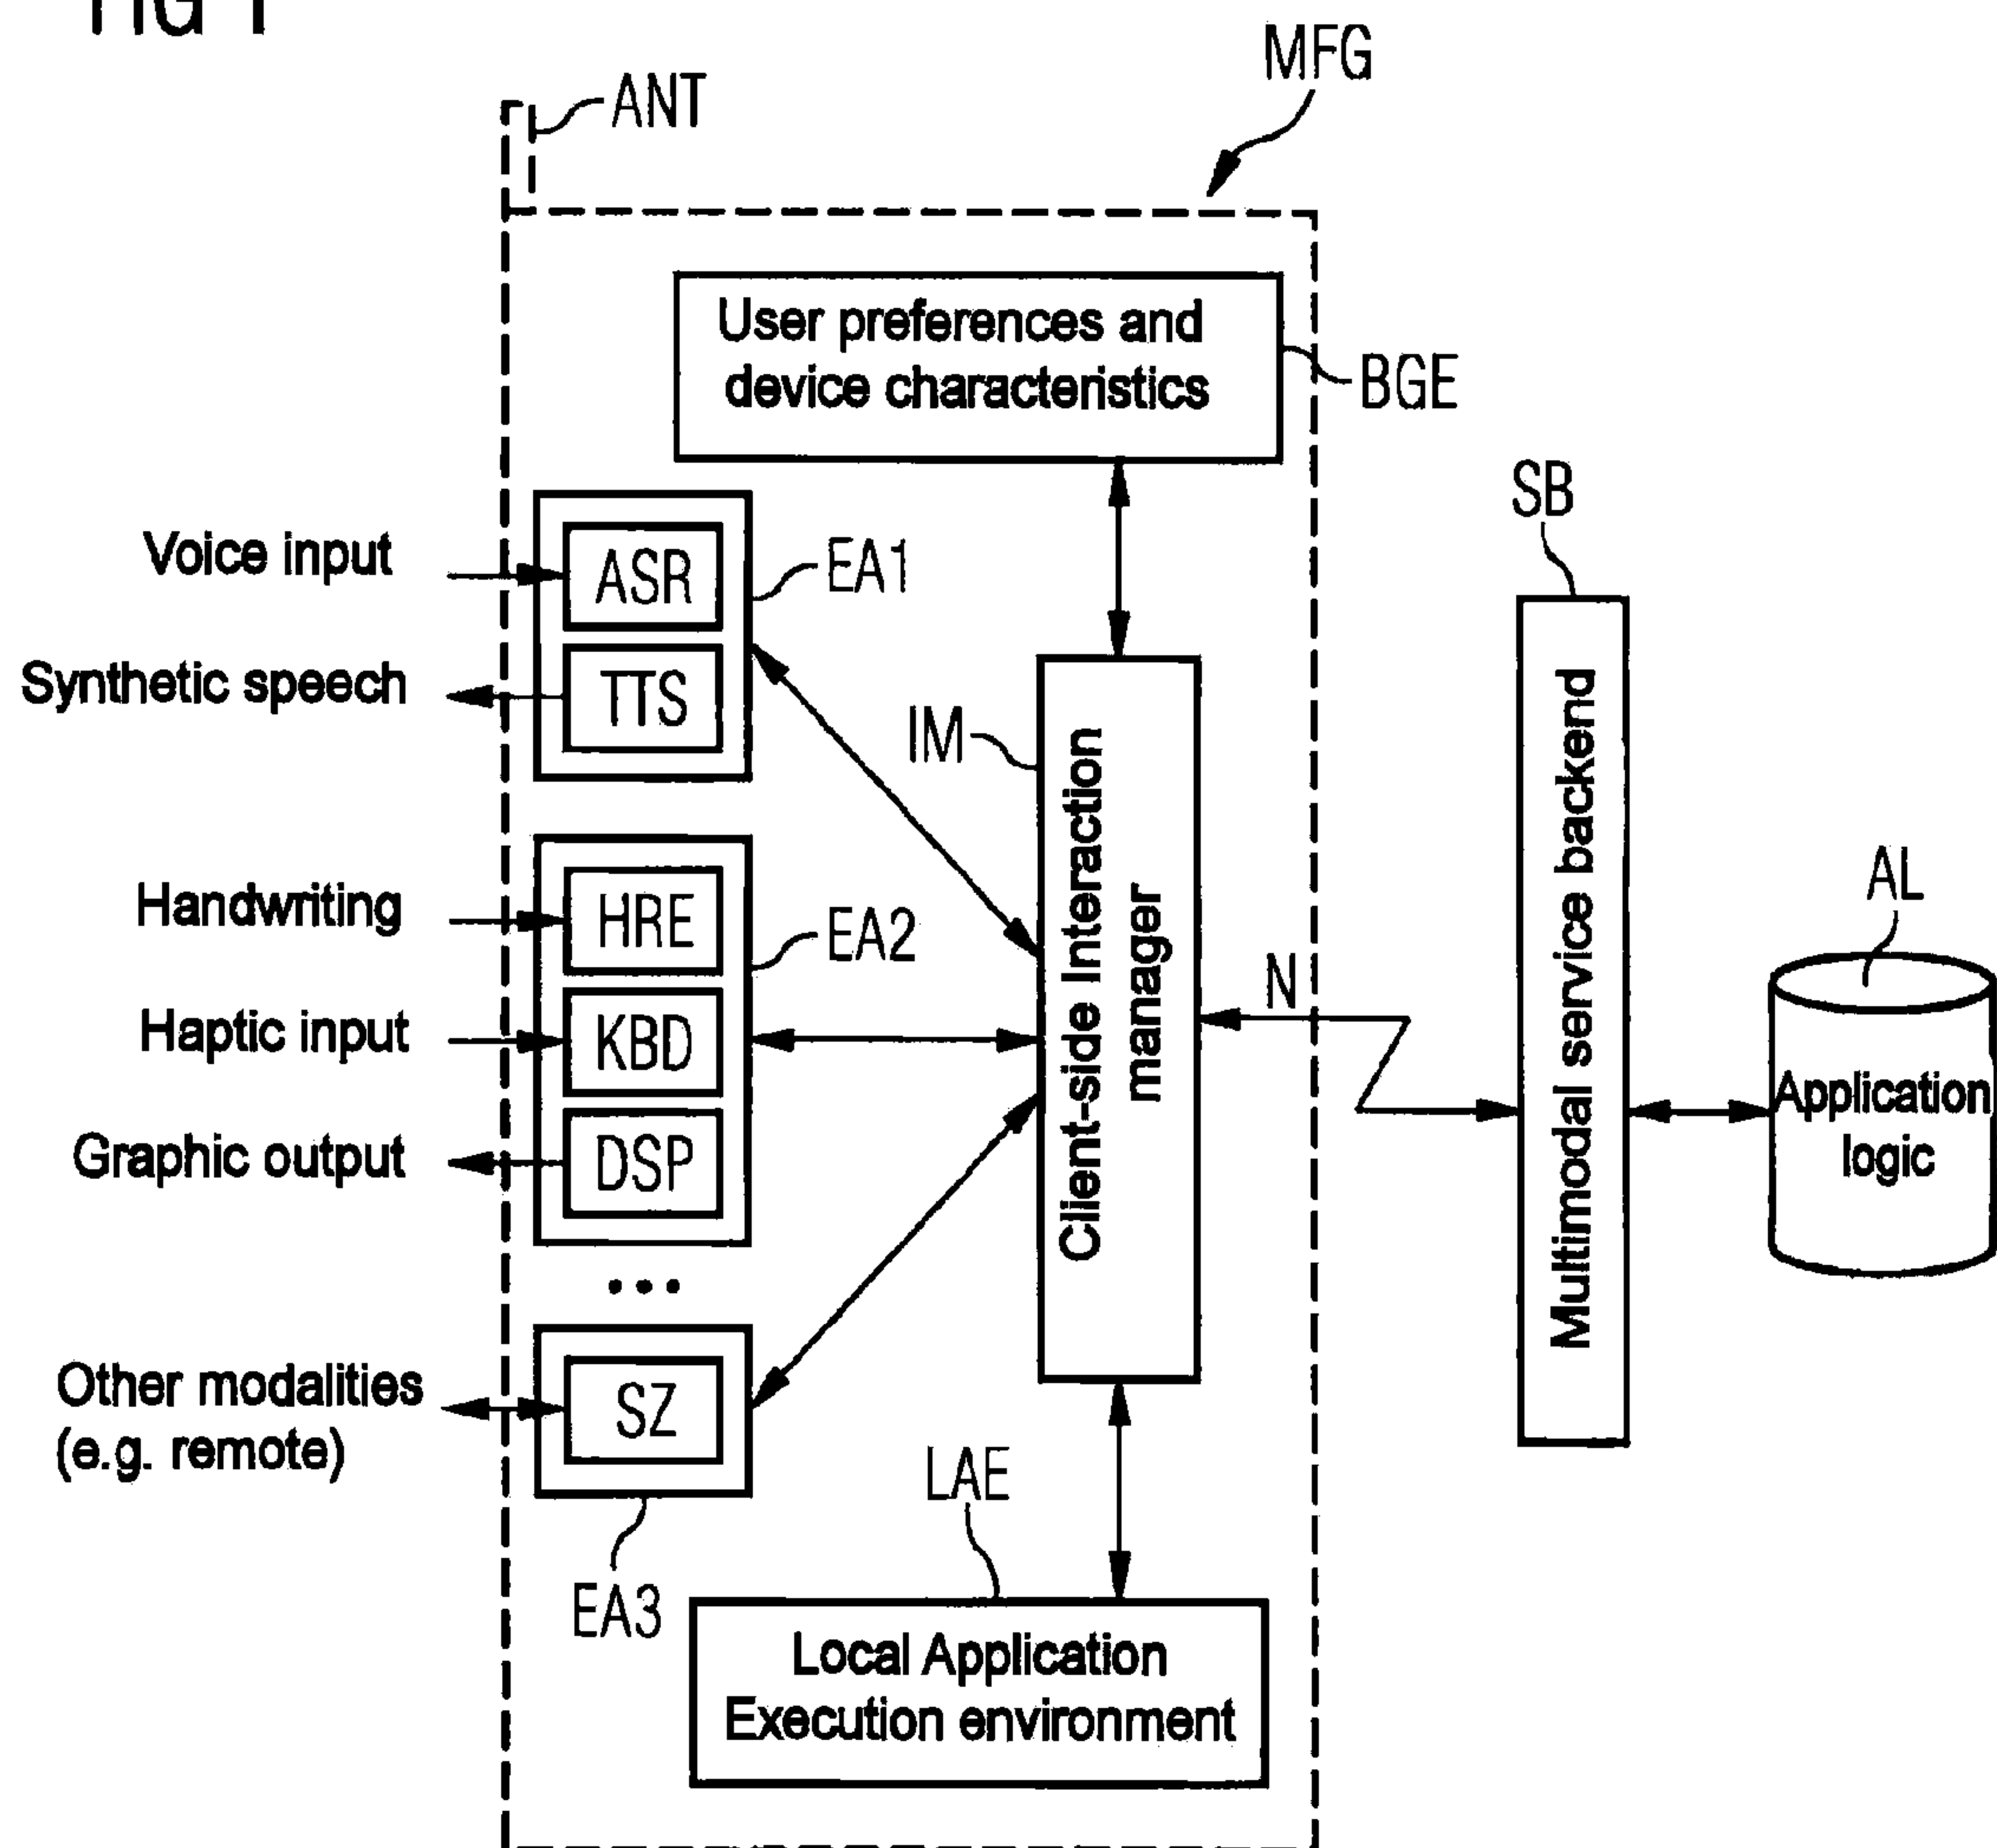 FIG 1
MFG
ANT
User preferences and
device characteristics
BGE
SB
Voice input
ASR
EA1
Synthetic speech
TTS
IM
Client-side Interaction
manager
Multimodal service backend
AL
Handwriting
HRE
EA2
N
Haptic input
KBD
Application
logic
Graphic output
DSP
...
Other modalities
(e.g. remote)
SZ
LAE
EA3
Local Application
Execution environment